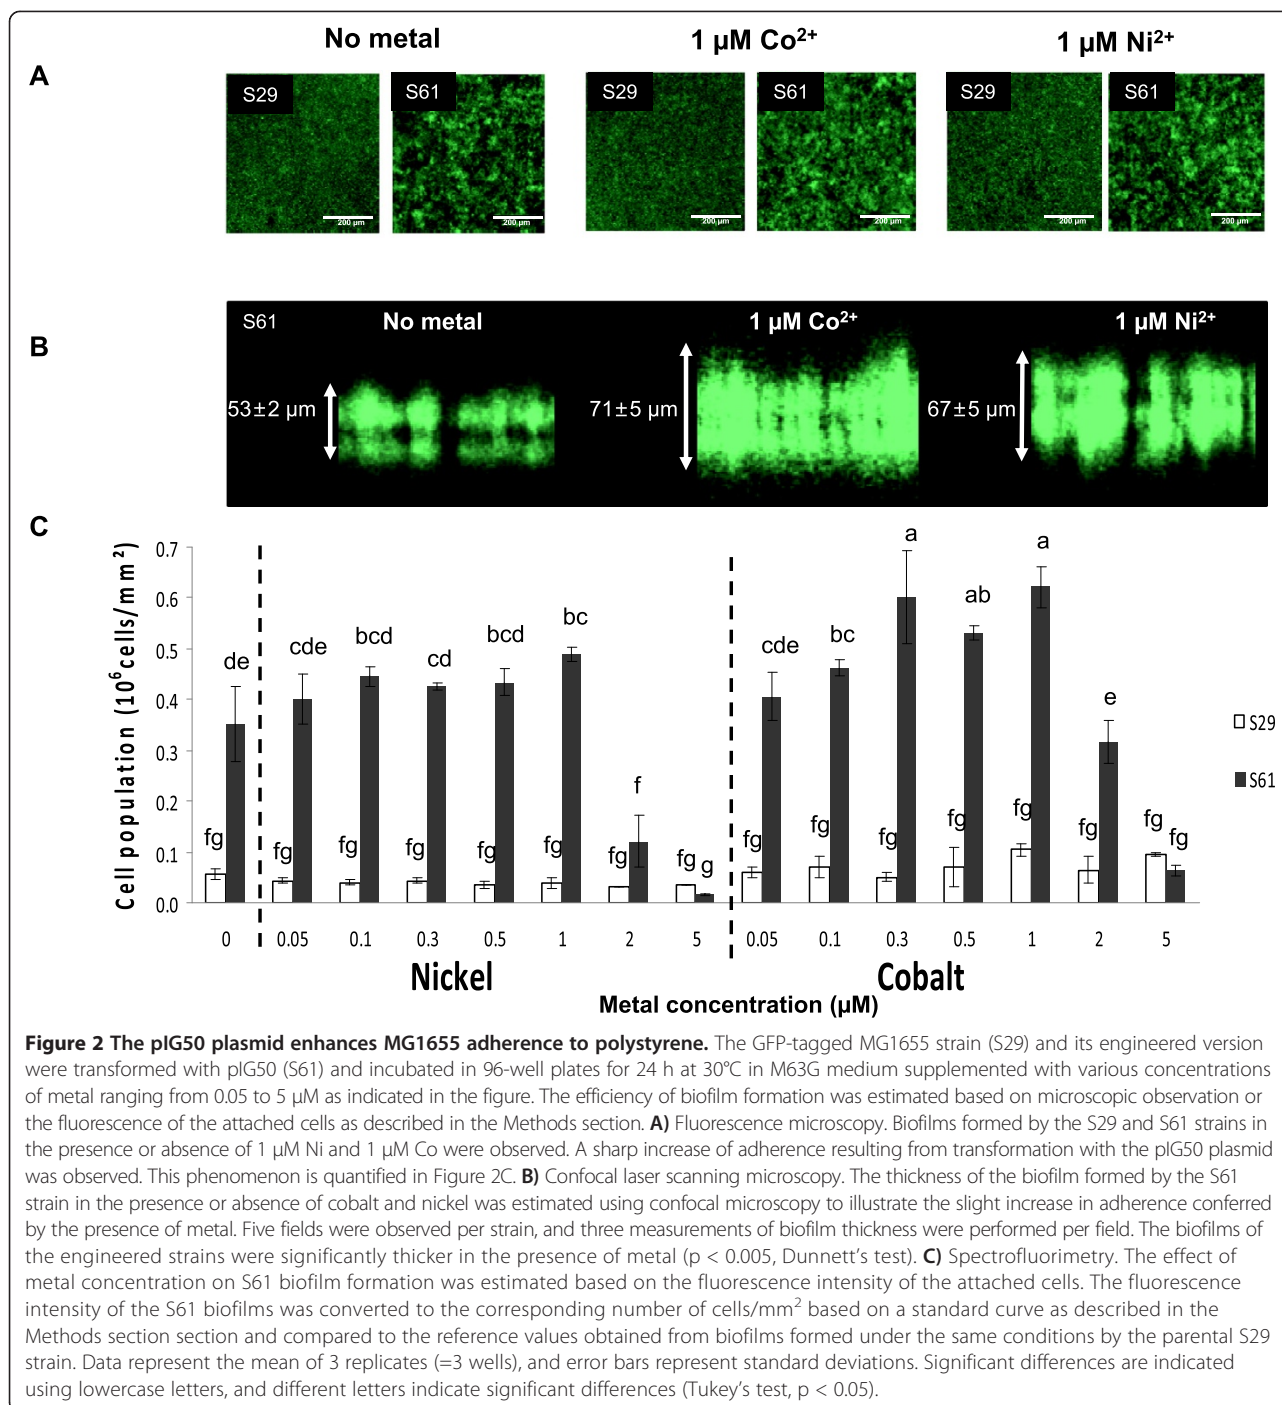 No metal
1 µM Co²⁺
1 µM Ni²⁺
A
S29
S61
S29
S61
S29
S61
200 µm
200 µm
200 µm
200 µm
200 µm
200 µm
B
S61
No metal
1 µM Co²⁺
1 µM Ni²⁺
53±2 µm
71±5 µm
67±5 µm
C
Cell population (10⁶cells/mm²)
0.7
0.6
0.5
0.4
0.3
0.2
0.1
0.0
fg de
fg cde
fg bcd
fg cd
fg bcd
fg bc
fg f
fg g
fg cde
fg bc
fg a
fg ab
fg a
fg e
fg fg
S29
S61
0 0.05 0.1 0.3 0.5 1 2 5 0.05 0.1 0.3 0.5 1 2 5
Nickel Cobalt
Metal concentration (µM)
Figure 2 The pIG50 plasmid enhances MG1655 adherence to polystyrene. The GFP-tagged MG1655 strain (S29) and its engineered version
were transformed with pIG50 (S61) and incubated in 96-well plates for 24 h at 30°C in M63G medium supplemented with various concentrations
of metal ranging from 0.05 to 5 µM as indicated in the figure. The efficiency of biofilm formation was estimated based on microscopic observation or
the fluorescence of the attached cells as described in the Methods section. A) Fluorescence microscopy. Biofilms formed by the S29 and S61 strains in
the presence or absence of 1 µM Ni and 1 µM Co were observed. A sharp increase of adherence resulting from transformation with the pIG50 plasmid
was observed. This phenomenon is quantified in Figure 2C. B) Confocal laser scanning microscopy. The thickness of the biofilm formed by the S61
strain in the presence or absence of cobalt and nickel was estimated using confocal microscopy to illustrate the slight increase in adherence conferred
by the presence of metal. Five fields were observed per strain, and three measurements of biofilm thickness were performed per field. The biofilms of
the engineered strains were significantly thicker in the presence of metal (p < 0.005, Dunnett's test). C) Spectrofluorimetry. The effect of
metal concentration on S61 biofilm formation was estimated based on the fluorescence intensity of the attached cells. The fluorescence
intensity of the S61 biofilms was converted to the corresponding number of cells/mm² based on a standard curve as described in the
Methods section section and compared to the reference values obtained from biofilms formed under the same conditions by the parental S29
strain. Data represent the mean of 3 replicates (=3 wells), and error bars represent standard deviations. Significant differences are indicated
using lowercase letters, and different letters indicate significant differences (Tukey's test, p < 0.05).